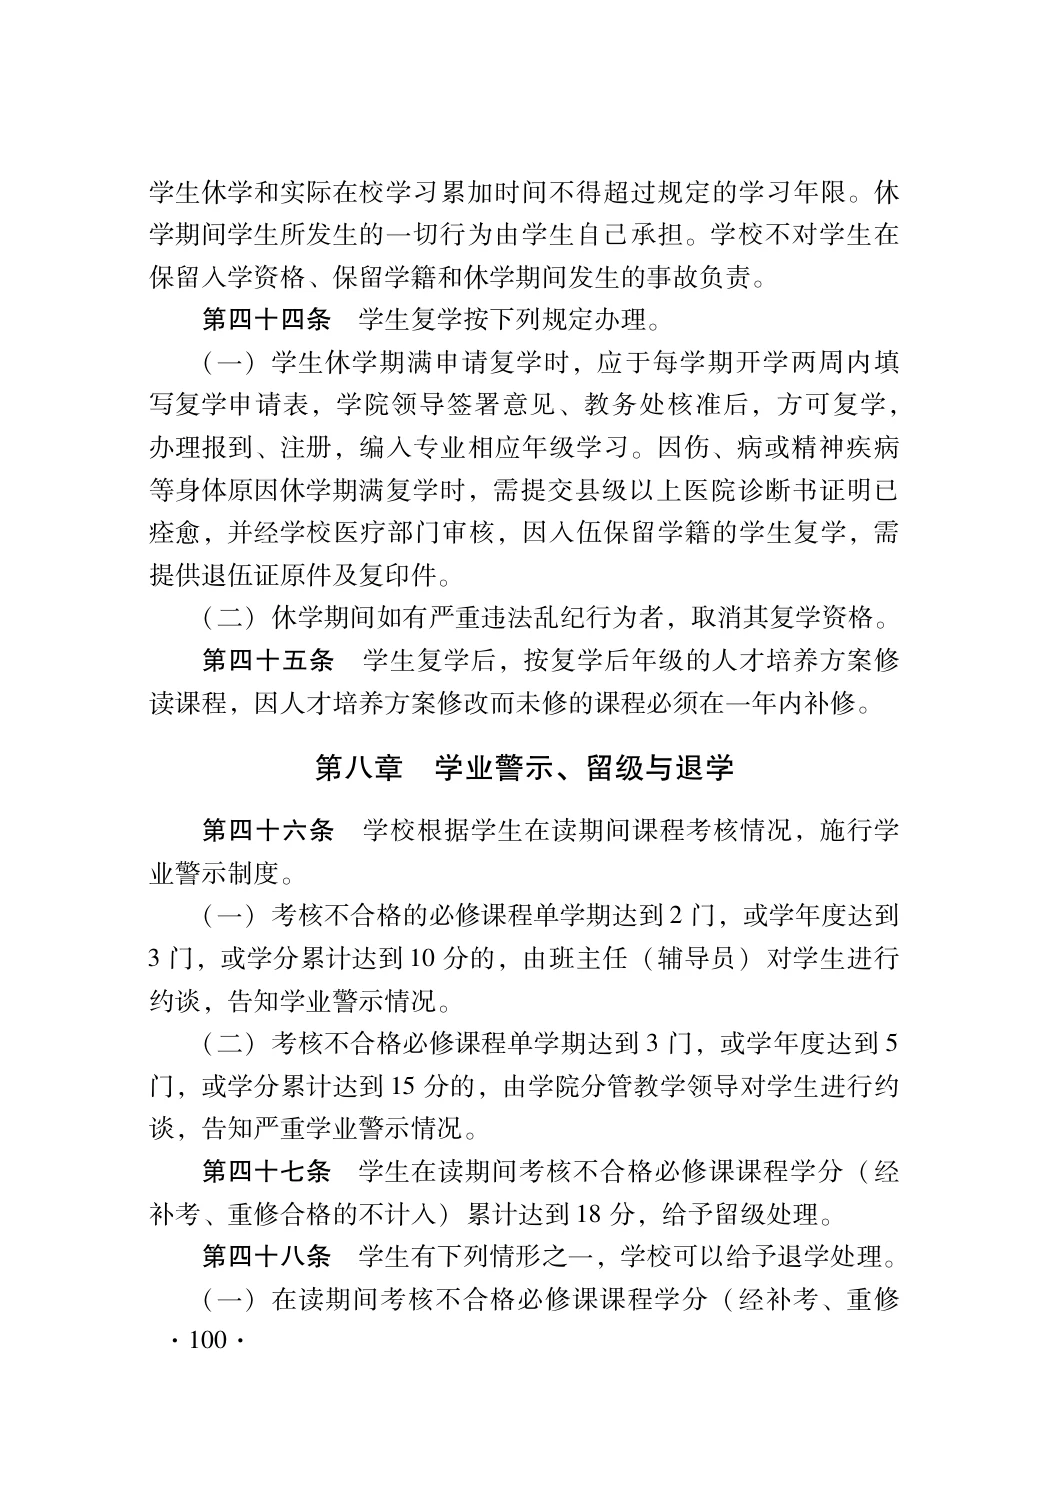 学生休学和实际在校学习累加时间不得超过规定的学习年限。休
学期间学生所发生的一切行为由学生自己承担。学校不对学生在
保留入学资格、保留学籍和休学期间发生的事故负责。
第四十四条　学生复学按下列规定办理。
（一）学生休学期满申请复学时，应于每学期开学两周内填
写复学申请表，学院领导签署意见、教务处核准后，方可复学，
办理报到、注册，编入专业相应年级学习。因伤、病或精神疾病
等身体原因休学期满复学时，需提交县级以上医院诊断书证明已
痊愈，并经学校医疗部门审核，因入伍保留学籍的学生复学，需
提供退伍证原件及复印件。
（二）休学期间如有严重违法乱纪行为者，取消其复学资格。
第四十五条　学生复学后，按复学后年级的人才培养方案修
读课程，因人才培养方案修改而未修的课程必须在一年内补修。
第八章　学业警示、留级与退学
第四十六条　学校根据学生在读期间课程考核情况，施行学
业警示制度。
（一）考核不合格的必修课程单学期达到 2 门，或学年度达到
3 门，或学分累计达到 10 分的，由班主任（辅导员）对学生进行
约谈，告知学业警示情况。
（二）考核不合格必修课程单学期达到 3 门，或学年度达到 5
门，或学分累计达到 15 分的，由学院分管教学领导对学生进行约
谈，告知严重学业警示情况。
第四十七条　学生在读期间考核不合格必修课课程学分（经
补考、重修合格的不计入）累计达到 18 分，给予留级处理。
第四十八条　学生有下列情形之一，学校可以给予退学处理。
（一）在读期间考核不合格必修课课程学分（经补考、重修
· 100 ·